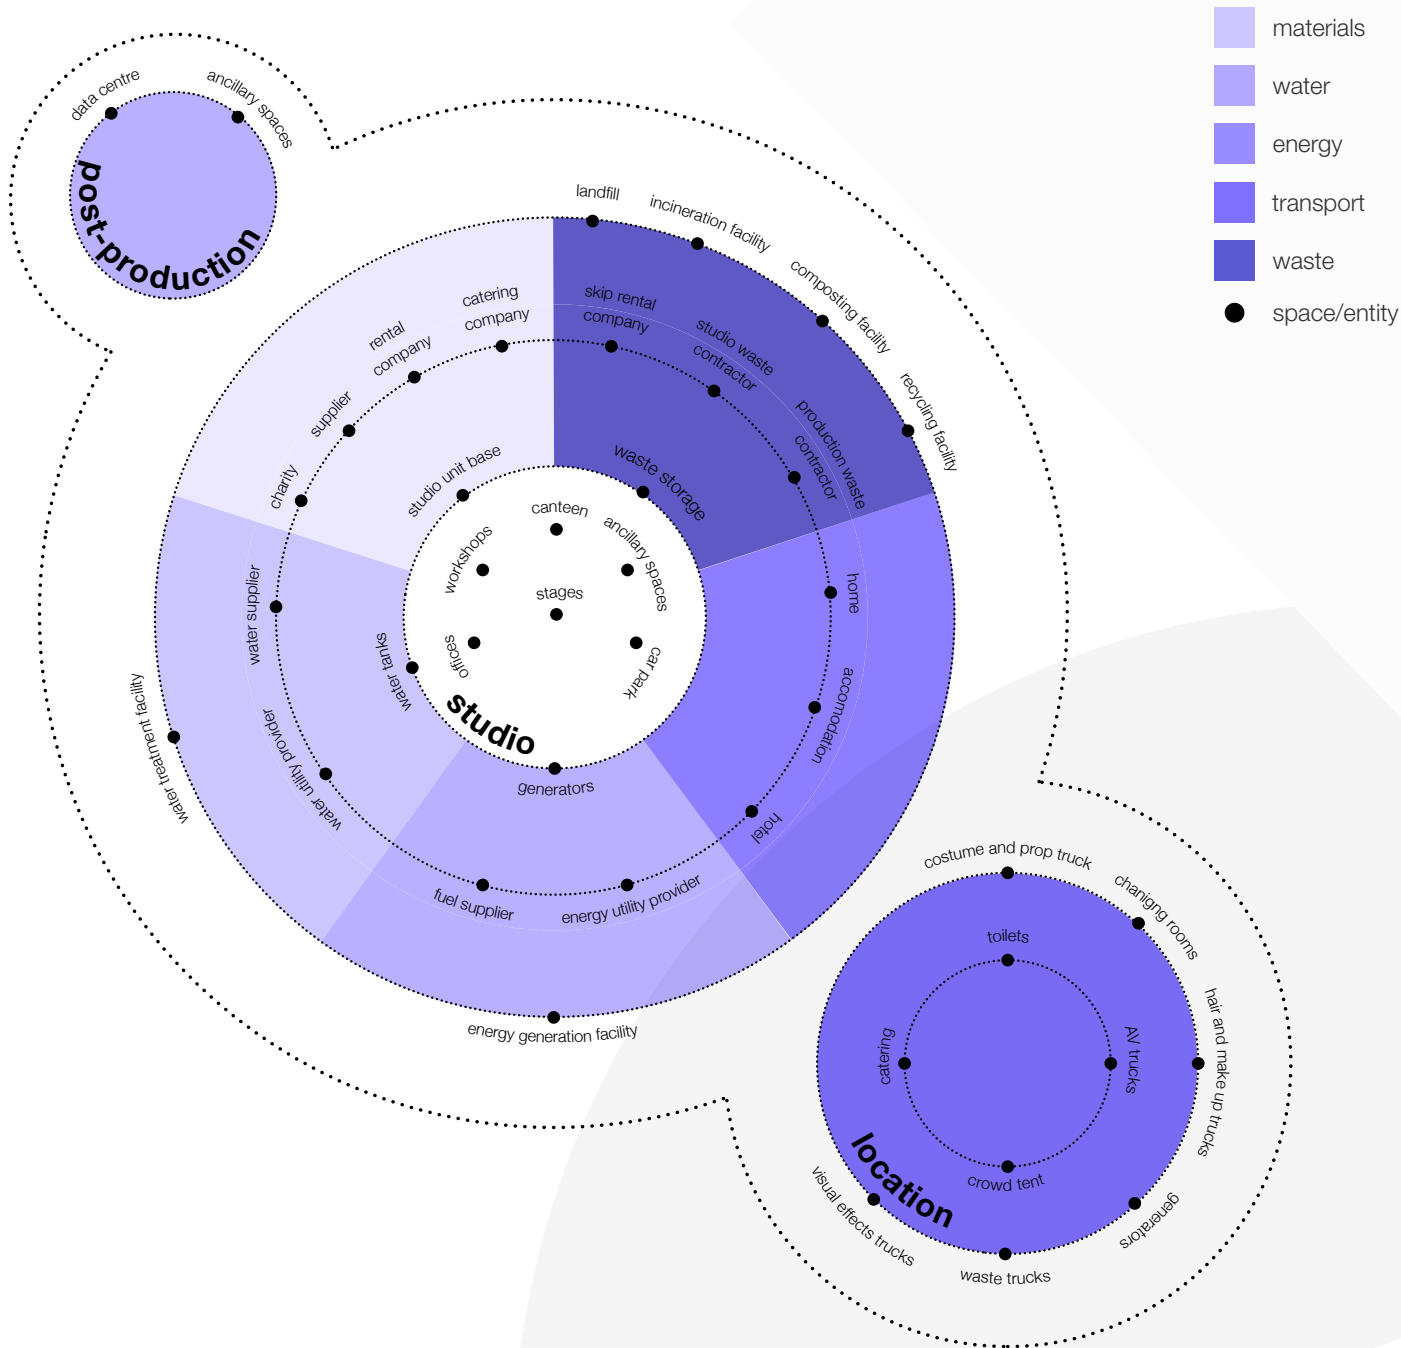 materials
water
energy
transport
waste
space/entity
data centre
ancillary spaces
post-production
landfill
incineration facility
composting facility
recycling facility
catering
company
rental
company
supplier
charity
studio unit base
skip rental
company
studio waste
contractor
production waste
contractor
waste storage
canteen
workshops
ancillary spaces
stages
offices
car park
studio
water supplier
water tanks
water utility provider
water treatment facility
home
accomodation
hotel
generators
fuel supplier
energy utility provider
energy generation facility
costume and prop truck
chanigng rooms
toilets
hair and make up trucks
catering
AV trucks
crowd tent
location
generators
visual effects trucks
waste trucks